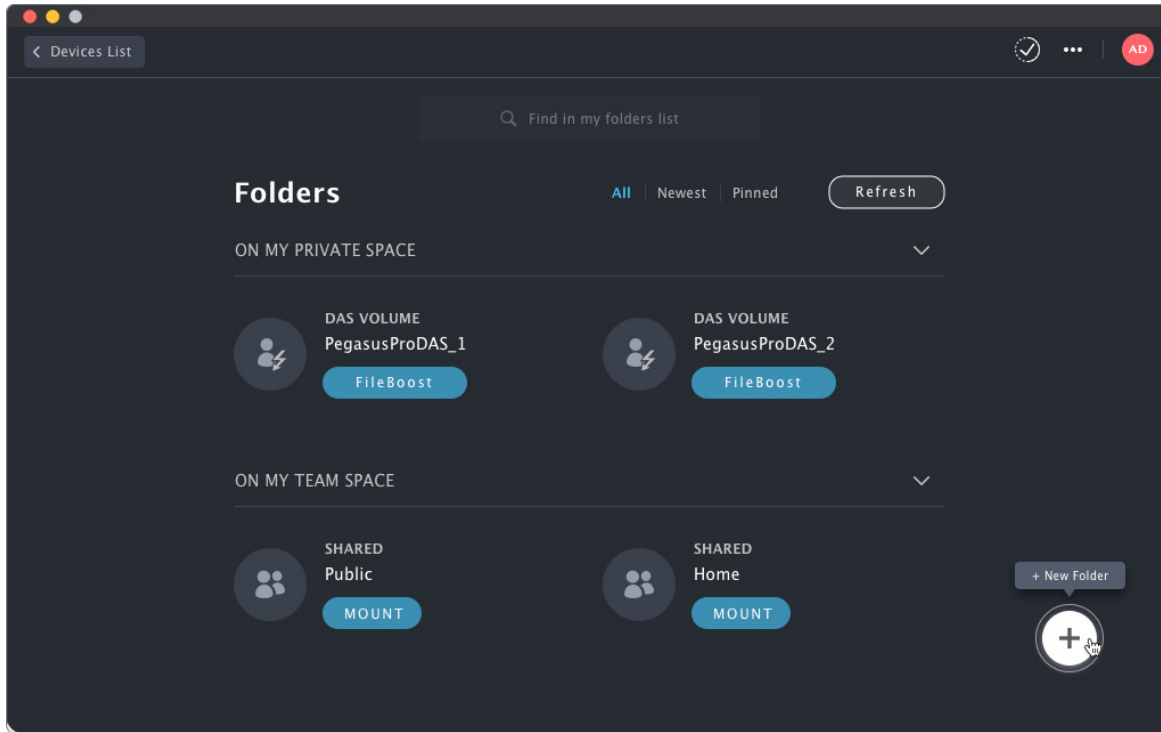 Devices List
AD
Find in my folders list
Folders
All Newest Pinned
Refresh
ON MY PRIVATE SPACE
DAS VOLUME
PegasusProDAS_1
FileBoost
DAS VOLUME
PegasusProDAS_2
FileBoost
ON MY TEAM SPACE
SHARED
Public
MOUNT
SHARED
Home
MOUNT
+ New Folder